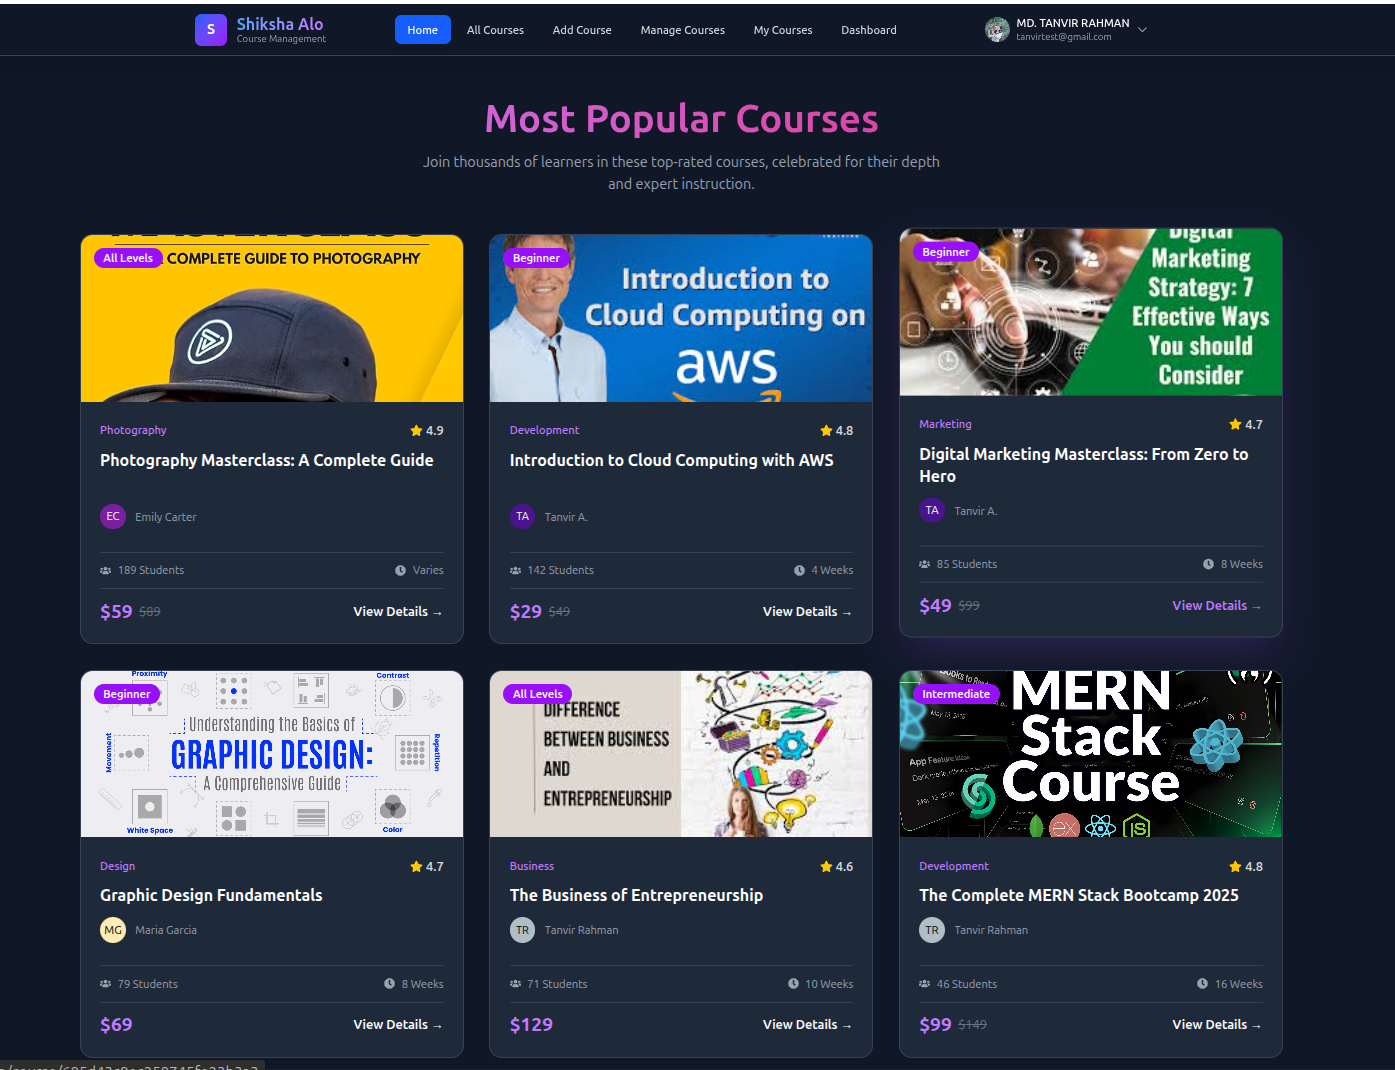 S
Shiksha Alo
Course Management
Home
All Courses
Add Course
Manage Courses
My Courses
Dashboard
MD. TANVIR RAHMAN
tanvirtest@gmail.com
Most Popular Courses
Join thousands of learners in these top-rated courses, celebrated for their depth
and expert instruction.
All Levels
COMPLETE GUIDE TO PHOTOGRAPHY
Photography
4.9
Photography Masterclass: A Complete Guide
EC
Emily Carter
189 Students
Varies
$59 $89
View Details →
Beginner
Introduction to
Cloud Computing on
aws
Development
4.8
Introduction to Cloud Computing with AWS
TA
Tanvir A.
142 Students
4 Weeks
$29 $49
View Details →
Beginner
Digital
Marketing
Strategy: 7
Effective Ways
You should
Consider
Marketing
4.7
Digital Marketing Masterclass: From Zero to
Hero
TA
Tanvir A.
85 Students
8 Weeks
$49 $99
View Details →
Beginner
Proximity
Contrast
Understanding the Basics of
GRAPHIC DESIGN:
A Comprehensive Guide
Movement
Repetition
White Space
Color
Design
4.7
Graphic Design Fundamentals
MG
Maria Garcia
79 Students
8 Weeks
$69
View Details →
All Levels
DIFFERENCE
BETWEEN BUSINESS
AND
ENTREPRENEURSHIP
Business
4.6
The Business of Entrepreneurship
TR
Tanvir Rahman
71 Students
10 Weeks
$129
View Details →
Intermediate
MERN
Stack
Course
App Feature Ideas
ex
JS
Development
4.8
The Complete MERN Stack Bootcamp 2025
TR
Tanvir Rahman
46 Students
16 Weeks
$99 $149
View Details →